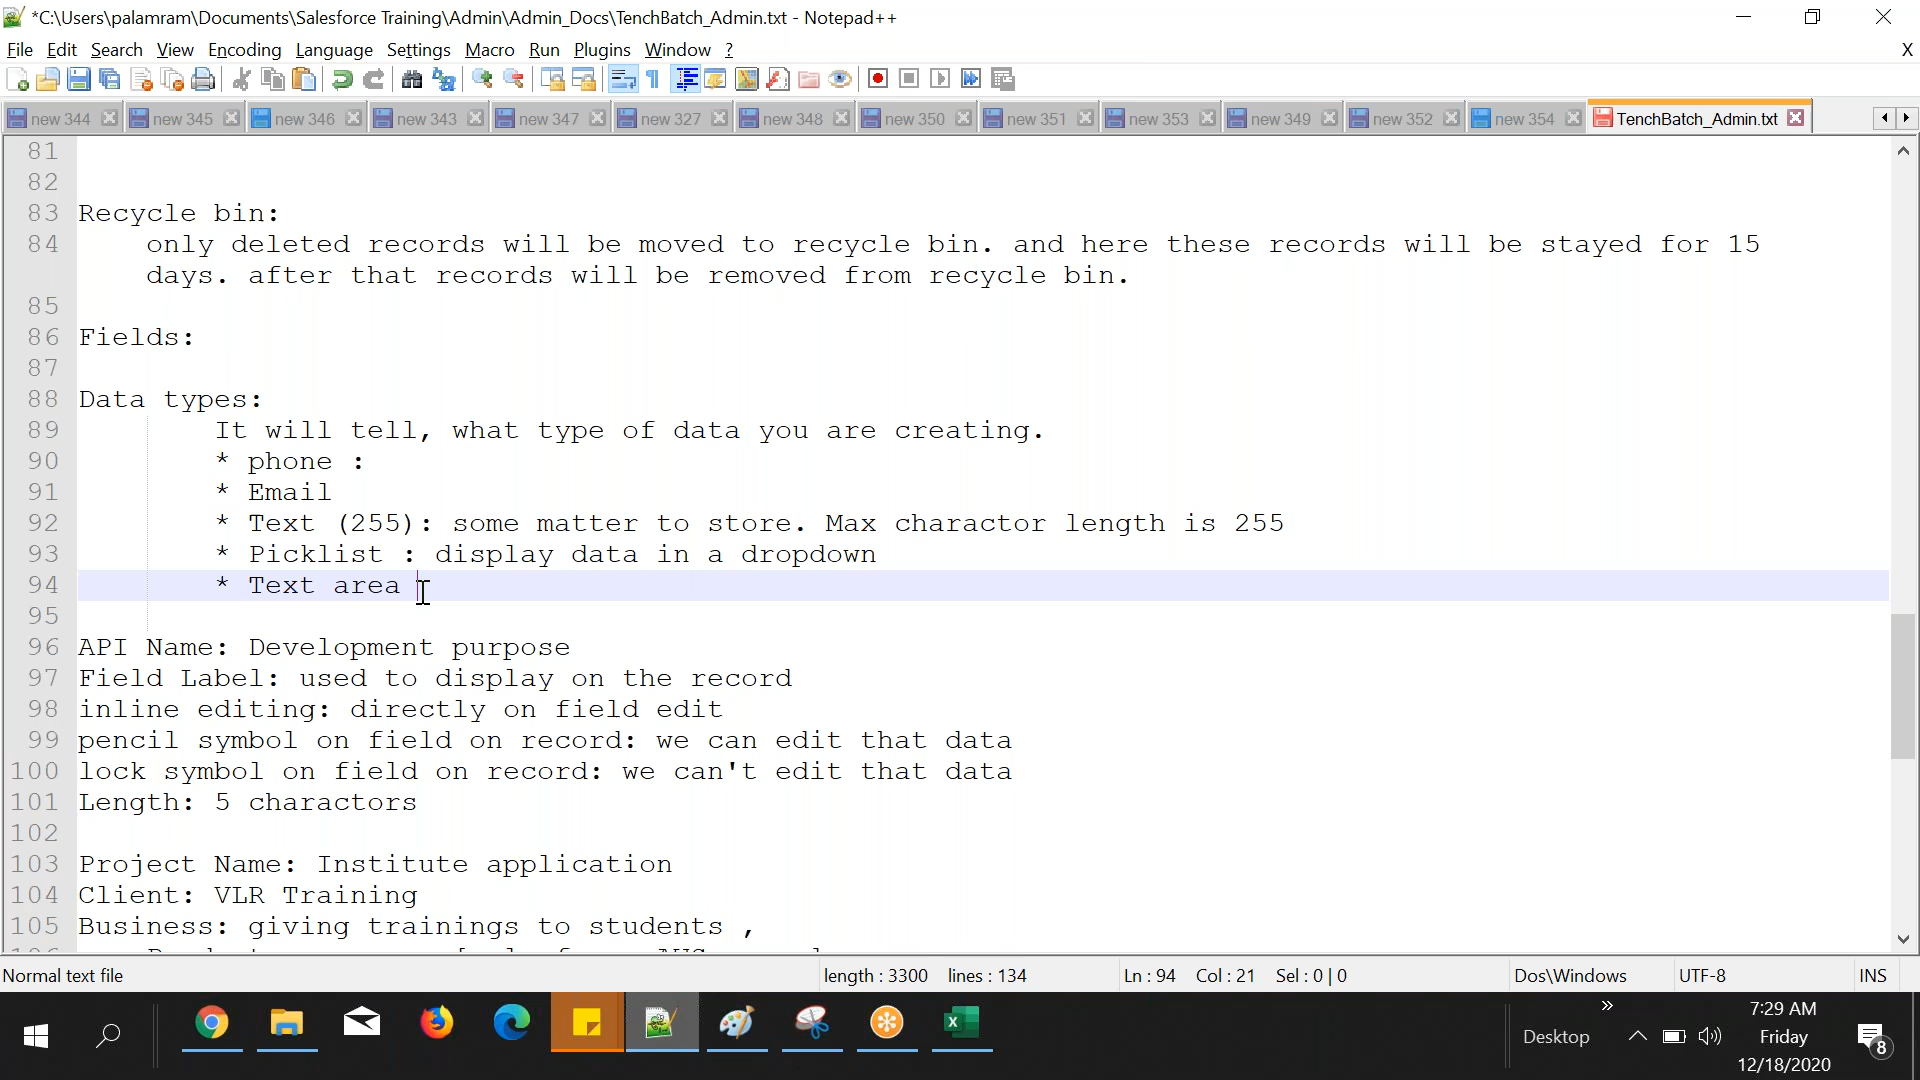 *C:\Users\palamram\Documents\Salesforce Training\Admin\Admin_Docs\TenchBatch_Admin.txt - Notepad++
File Edit Search View Encoding Language Settings Macro Run Plugins Window ? X
new 344 new 345 new 346 new 343 new 347 new 327 new 348 new 350 new 351 new 353 new 349 new 352 new 354 TenchBatch_Admin.txt
81
82
83 Recycle bin:
84 only deleted records will be moved to recycle bin. and here these records will be stayed for 15
days. after that records will be removed from recycle bin.
85
86 Fields:
87
88 Data types:
89 It will tell, what type of data you are creating.
90 * phone :
91 * Email
92 * Text (255): some matter to store. Max charactor length is 255
93 * Picklist : display data in a dropdown
94 * Text area
95
96 API Name: Development purpose
97 Field Label: used to display on the record
98 inline editing: directly on field edit
99 pencil symbol on field on record: we can edit that data
100 lock symbol on field on record: we can't edit that data
101 Length: 5 charactors
102
103 Project Name: Institute application
104 Client: VLR Training
105 Business: giving trainings to students ,
Normal text file length : 3300 lines : 134 Ln : 94 Col : 21 Sel : 0 | 0 Dos\Windows UTF-8 INS
Desktop
7:29 AM
Friday
12/18/2020
8